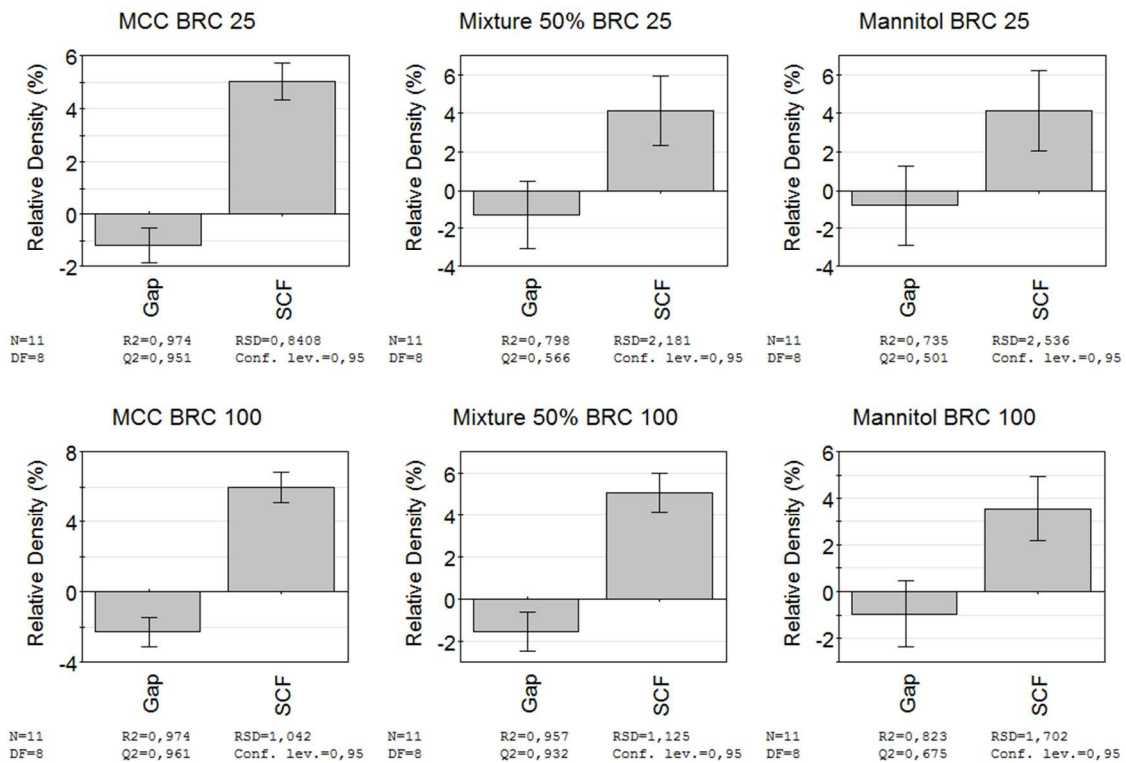 MCC BRC 25
Relative Density (%)
6
4
2
0
-2
Gap
SCF
N=11 R2=0,974 RSD=0,8408
DF=8 Q2=0,951 Conf. lev.=0,95
Mixture 50% BRC 25
Relative Density (%)
6
4
2
0
-2
-4
Gap
SCF
N=11 R2=0,798 RSD=2,181
DF=8 Q2=0,566 Conf. lev.=0,95
Mannitol BRC 25
Relative Density (%)
6
4
2
0
-2
-4
Gap
SCF
N=11 R2=0,735 RSD=2,536
DF=8 Q2=0,501 Conf. lev.=0,95
MCC BRC 100
Relative Density (%)
8
4
0
-4
Gap
SCF
N=11 R2=0,974 RSD=1,042
DF=8 Q2=0,961 Conf. lev.=0,95
Mixture 50% BRC 100
Relative Density (%)
6
4
2
0
-2
Gap
SCF
N=11 R2=0,957 RSD=1,125
DF=8 Q2=0,932 Conf. lev.=0,95
Mannitol BRC 100
Relative Density (%)
6
4
2
0
-2
Gap
SCF
N=11 R2=0,823 RSD=1,702
DF=8 Q2=0,675 Conf. lev.=0,95